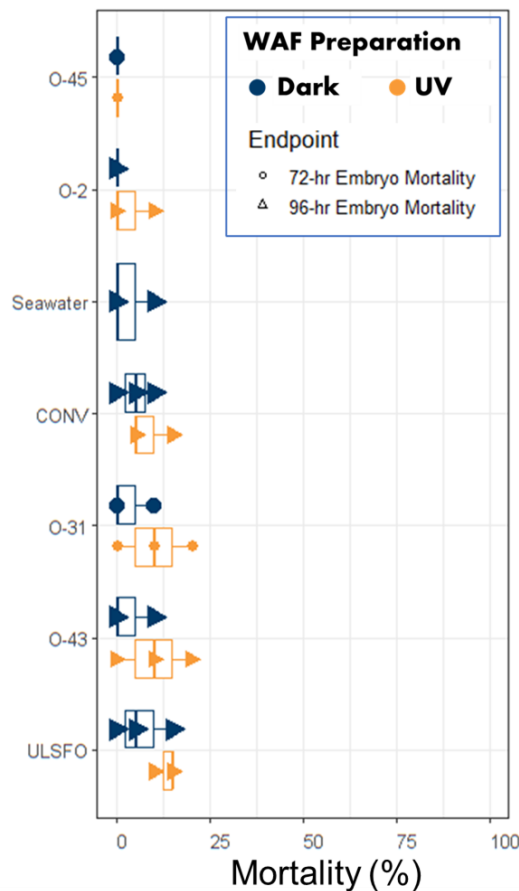 WAF Preparation
Dark UV
Endpoint
72-hr Embryo Mortality
96-hr Embryo Mortality
O-45
O-2
Seawater
CONV
O-31
O-43
ULSFO
0 25 50 75 100
Mortality (%)